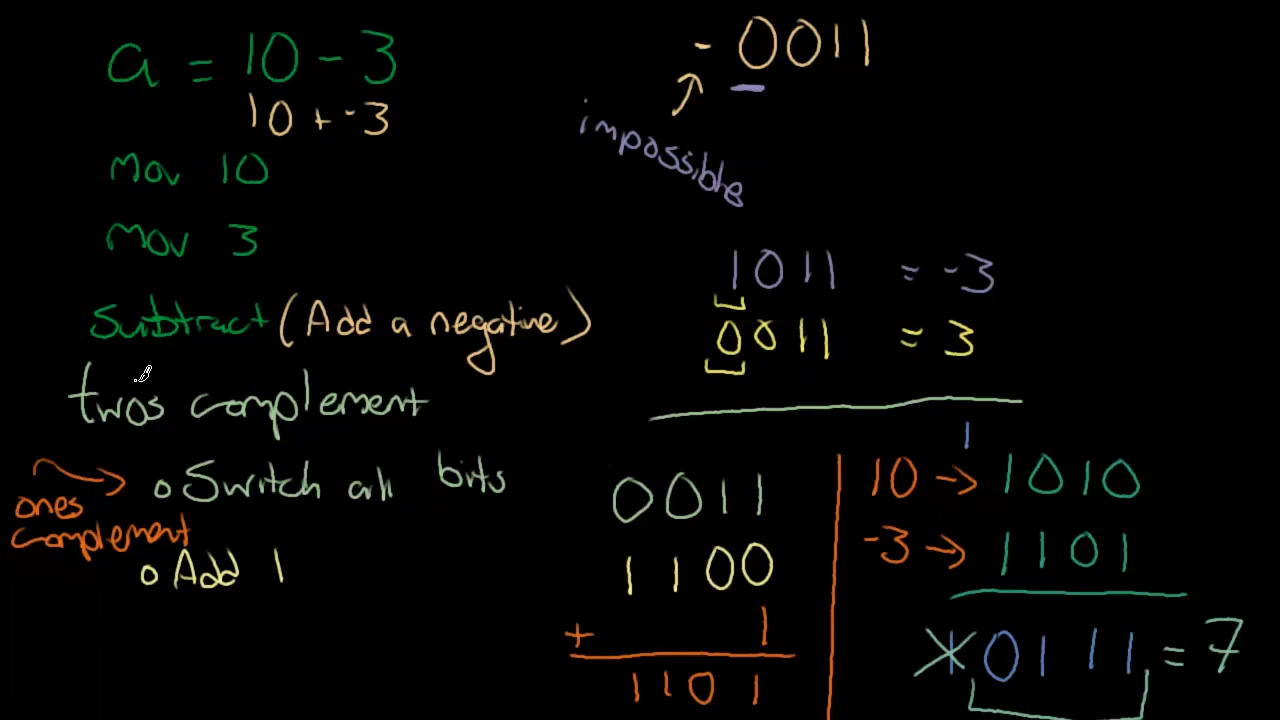 a = 10 - 3
10 + -3
Mov 10
Mov 3
Subtract (Add a negative)
twos complement
o Switch all bits
ones
complement
o Add 1
- 0011
impossible
1011 = -3
0011 = 3
0011
1100
+ 1
1101
1
10 → 1010
-3 → 1101
1 0111 = 7